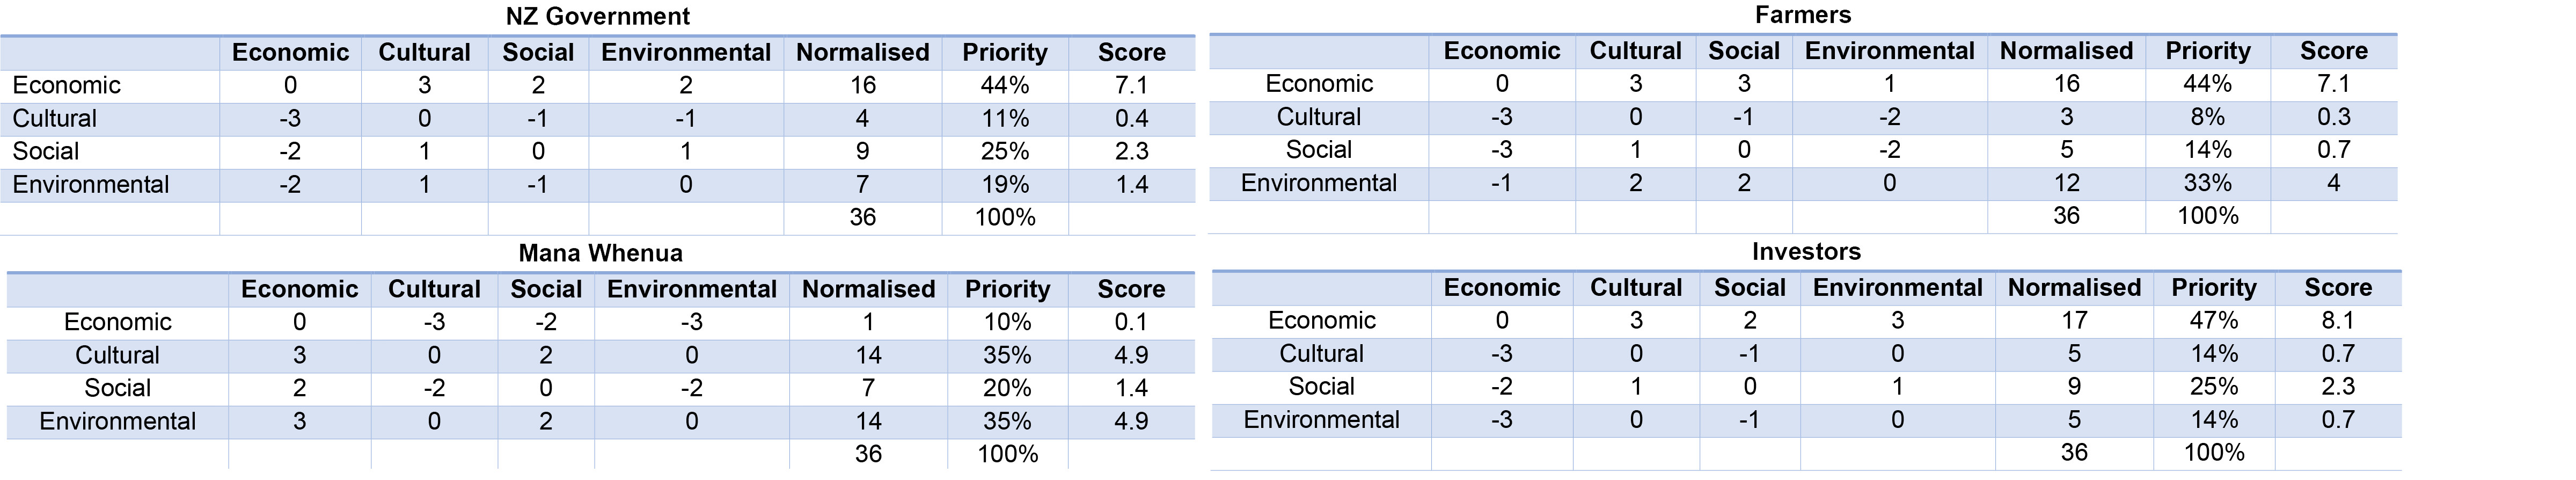 NZ Government
Economic Cultural Social Environmental Normalised Priority Score
Economic 0 3 2 2 16 44% 7.1
Cultural -3 0 -1 -1 4 11% 0.4
Social -2 1 0 1 9 25% 2.3
Environmental -2 1 -1 0 7 19% 1.4
36 100%
Farmers
Economic Cultural Social Environmental Normalised Priority Score
Economic 0 3 3 1 16 44% 7.1
Cultural -3 0 -1 -2 3 8% 0.3
Social -3 1 0 -2 5 14% 0.7
Environmental -1 2 2 0 12 33% 4
36 100%
Mana Whenua
Economic Cultural Social Environmental Normalised Priority Score
Economic 0 -3 -2 -3 1 10% 0.1
Cultural 3 0 2 0 14 35% 4.9
Social 2 -2 0 -2 7 20% 1.4
Environmental 3 0 2 0 14 35% 4.9
36 100%
Investors
Economic Cultural Social Environmental Normalised Priority Score
Economic 0 3 2 3 17 47% 8.1
Cultural -3 0 -1 0 5 14% 0.7
Social -2 1 0 1 9 25% 2.3
Environmental -3 0 -1 0 5 14% 0.7
36 100%